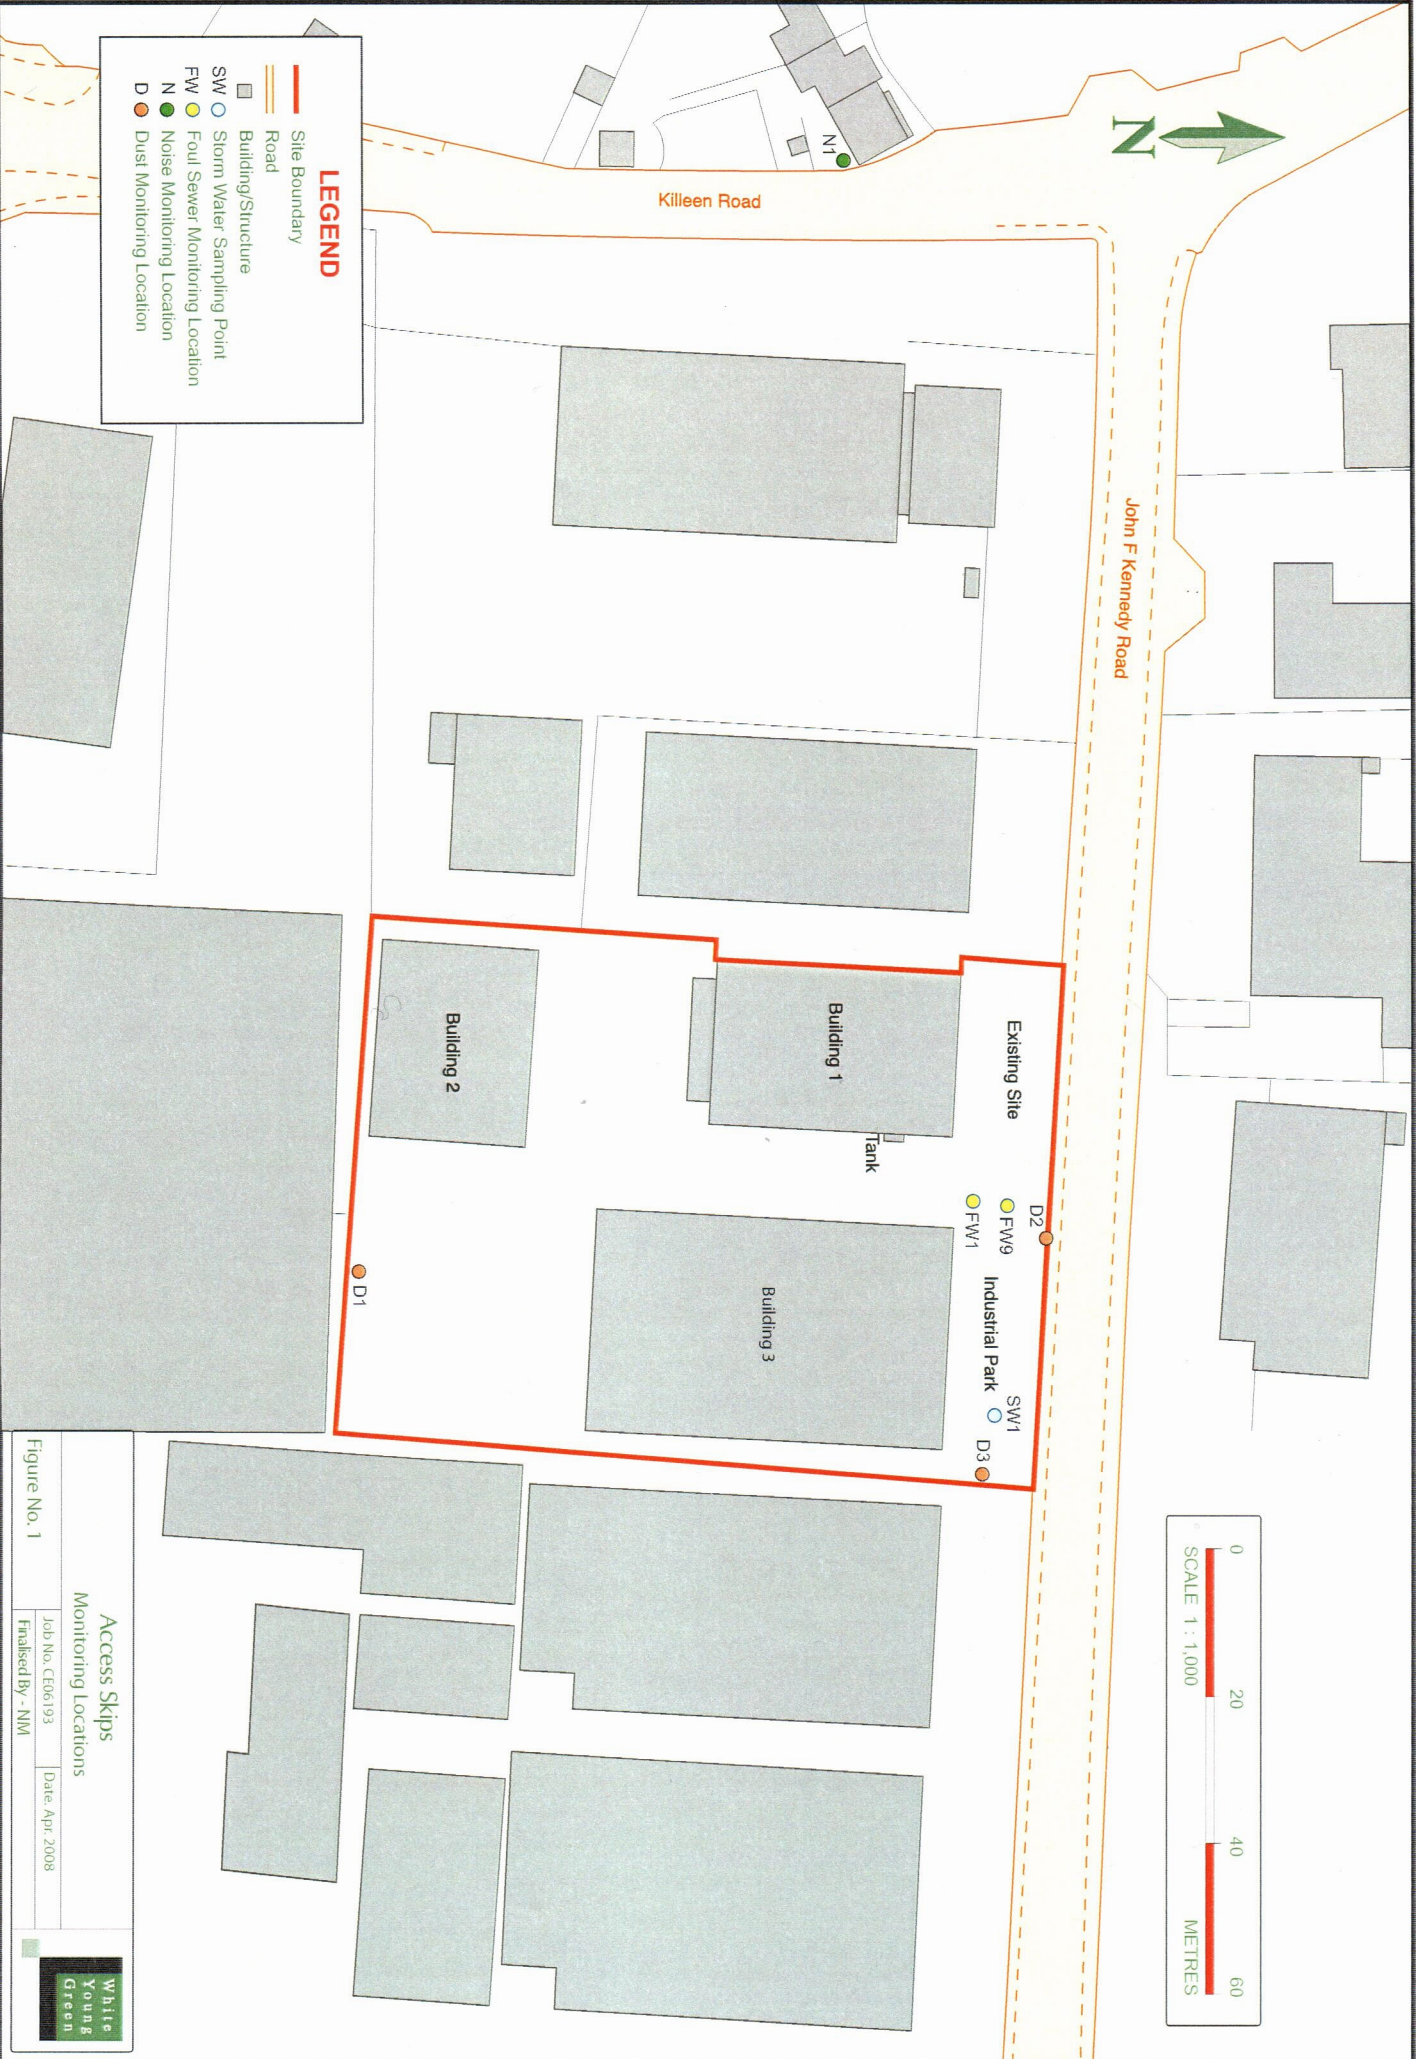 N
Killeen Road
John F Kennedy Road
N1
LEGEND
Site Boundary
Road
Building/Structure
SW Storm Water Sampling Point
FW Foul Sewer Monitoring Location
N Noise Monitoring Location
D Dust Monitoring Location
Existing Site
Building 1
Tank
Building 2
Building 3
D2
FW9
FW1
Industrial Park
SW1
D3
D1
0 20 40 60
SCALE 1 : 1,000 METRES
Access Skips
Monitoring Locations
Figure No. 1
Job No. CE06193
Date. Apr. 2008
Finalised By - NM
White
Young
Green